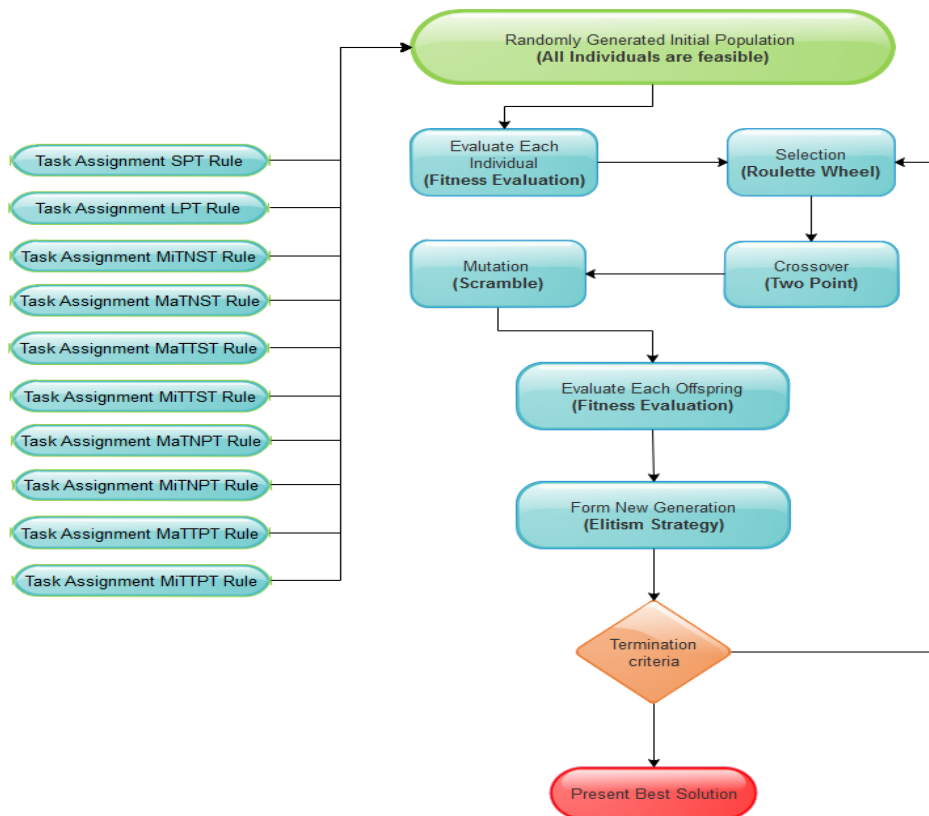 Randomly Generated Initial Population
(All Individuals are feasible)
Task Assignment SPT Rule
Task Assignment LPT Rule
Task Assignment MiTNST Rule
Task Assignment MaTNST Rule
Task Assignment MaTTST Rule
Task Assignment MiTTST Rule
Task Assignment MaTNPT Rule
Task Assignment MiTNPT Rule
Task Assignment MaTTPT Rule
Task Assignment MiTTPT Rule
Evaluate Each
Individual
(Fitness Evaluation)
Selection
(Roulette Wheel)
Crossover
(Two Point)
Mutation
(Scramble)
Evaluate Each Offspring
(Fitness Evaluation)
Form New Generation
(Elitism Strategy)
Termination
criteria
Present Best Solution